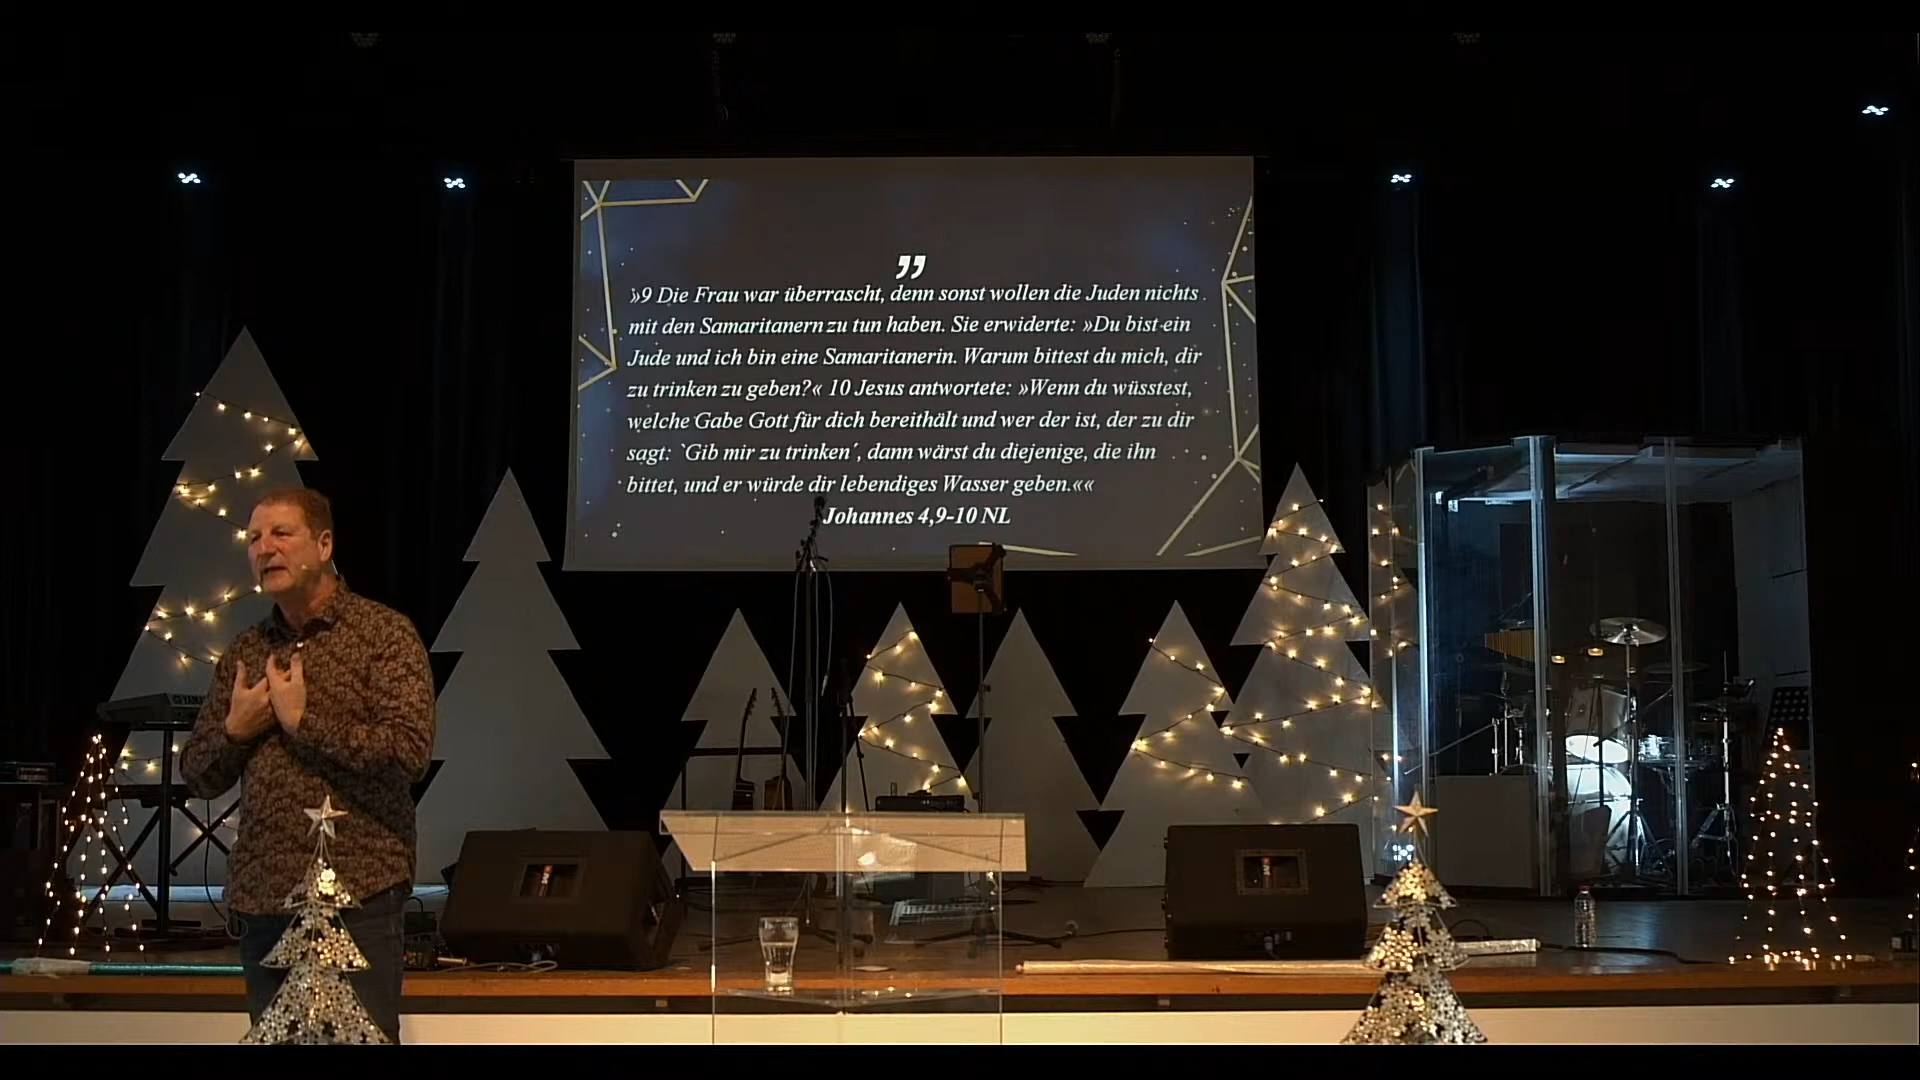 ”
»9 Die Frau war überrascht, denn sonst wollen die Juden nichts
mit den Samaritanern zu tun haben. Sie erwiderte: »Du bist ein
Jude und ich bin eine Samaritanerin. Warum bittest du mich, dir
zu trinken zu geben?« 10 Jesus antwortete: »Wenn du wüsstest,
welche Gabe Gott für dich bereithält und wer der ist, der zu dir
sagt: `Gib mir zu trinken´, dann wärst du diejenige, die ihn
bittet, und er würde dir lebendiges Wasser geben.««
Johannes 4,9-10 NL